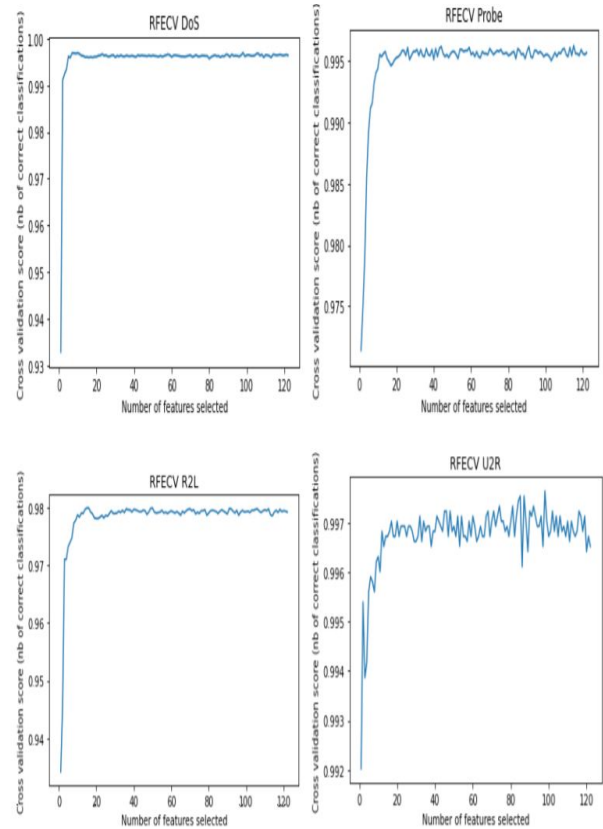 RFECV DoS
Cross validation score (nb of correct classifications)
1.00
0.99
0.98
0.97
0.96
0.95
0.94
0.93
0 20 40 60 80 100 120
Number of features selected
RFECV Probe
Cross validation score (nb of correct classifications)
0.995
0.990
0.985
0.980
0.975
0 20 40 60 80 100 120
Number of features selected
RFECV R2L
Cross validation score (nb of correct classifications)
0.98
0.97
0.96
0.95
0.94
0 20 40 60 80 100 120
Number of features selected
RFECV U2R
Cross validation score (nb of correct classifications)
0.997
0.996
0.995
0.994
0.993
0.992
0 20 40 60 80 100 120
Number of features selected